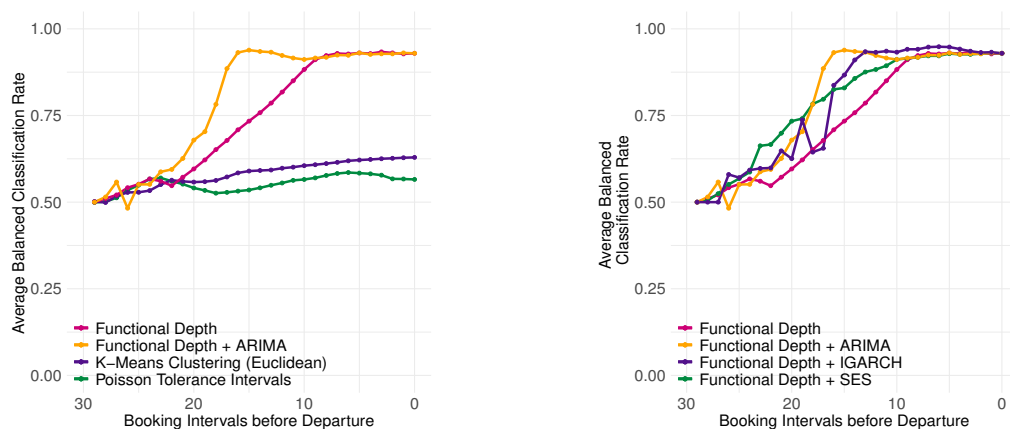 Average Balanced Classification Rate
1.00
0.75
0.50
0.25
0.00
Functional Depth
Functional Depth + ARIMA
K−Means Clustering (Euclidean)
Poisson Tolerance Intervals
30
20
10
0
Booking Intervals before Departure
Average Balanced
Classification Rate
1.00
0.75
0.50
0.25
0.00
Functional Depth
Functional Depth + ARIMA
Functional Depth + IGARCH
Functional Depth + SES
30
20
10
0
Booking Intervals before Departure